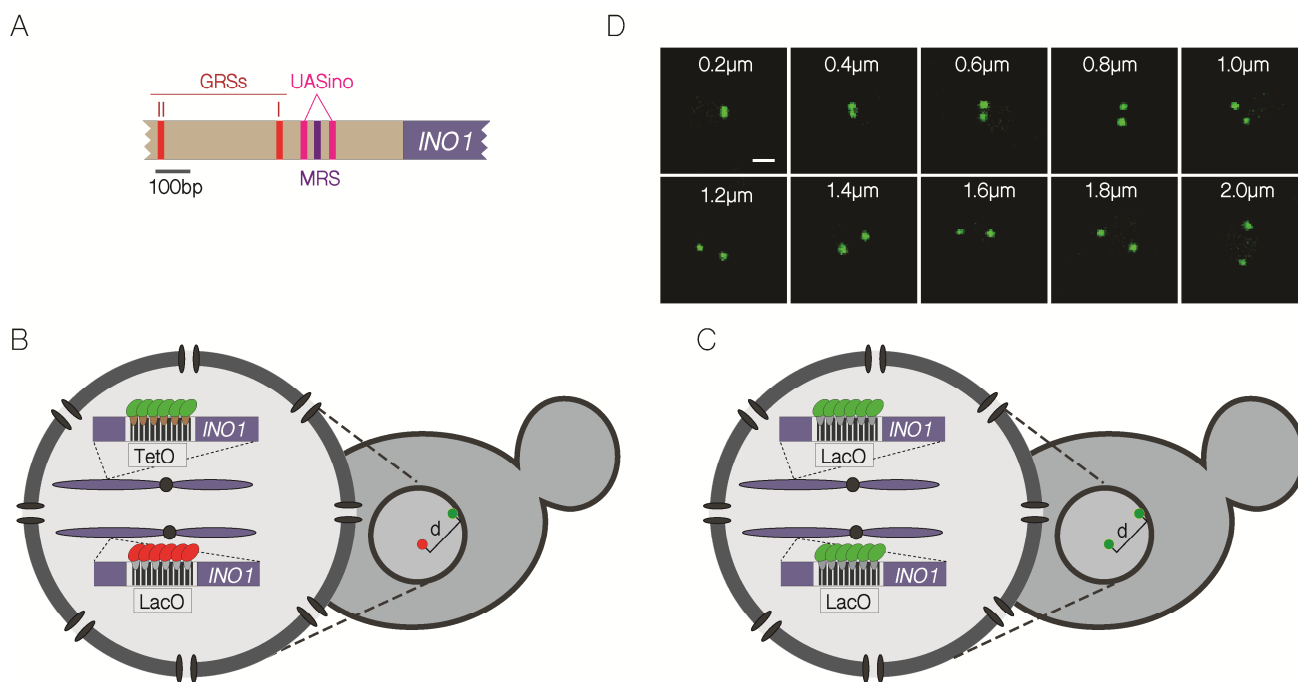 A
GRSs
UASino
II
I
INO1
100bp
MRS
D
0.2µm
0.4µm
0.6µm
0.8µm
1.0µm
1.2µm
1.4µm
1.6µm
1.8µm
2.0µm
B
INO1
TetO
d
INO1
LacO
C
INO1
LacO
d
INO1
LacO